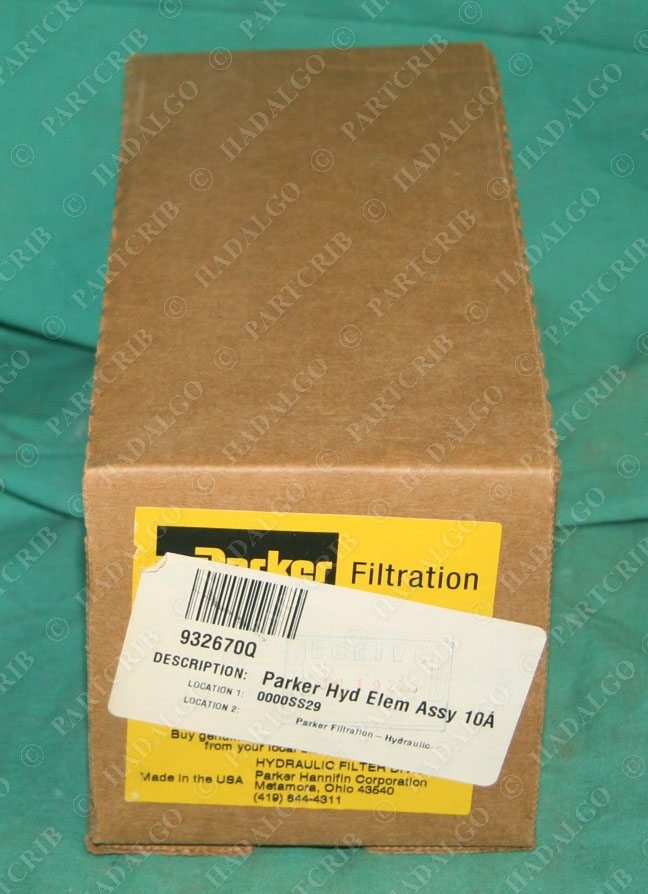 Parker Filtration
932670Q
RECEIVED
DESCRIPTION: Parker Hyd Elem Assy 10A
LOCATION 1: 0000SS29
LOCATION 2:
Parker Filtration – Hydraulic
Buy
from your local
HYDRAULIC FILTER
Made in the USA Parker Hannifin Corporation
Metamora, Ohio 43540
(419) 644-4311
© PARTCRIB
© HADALGO